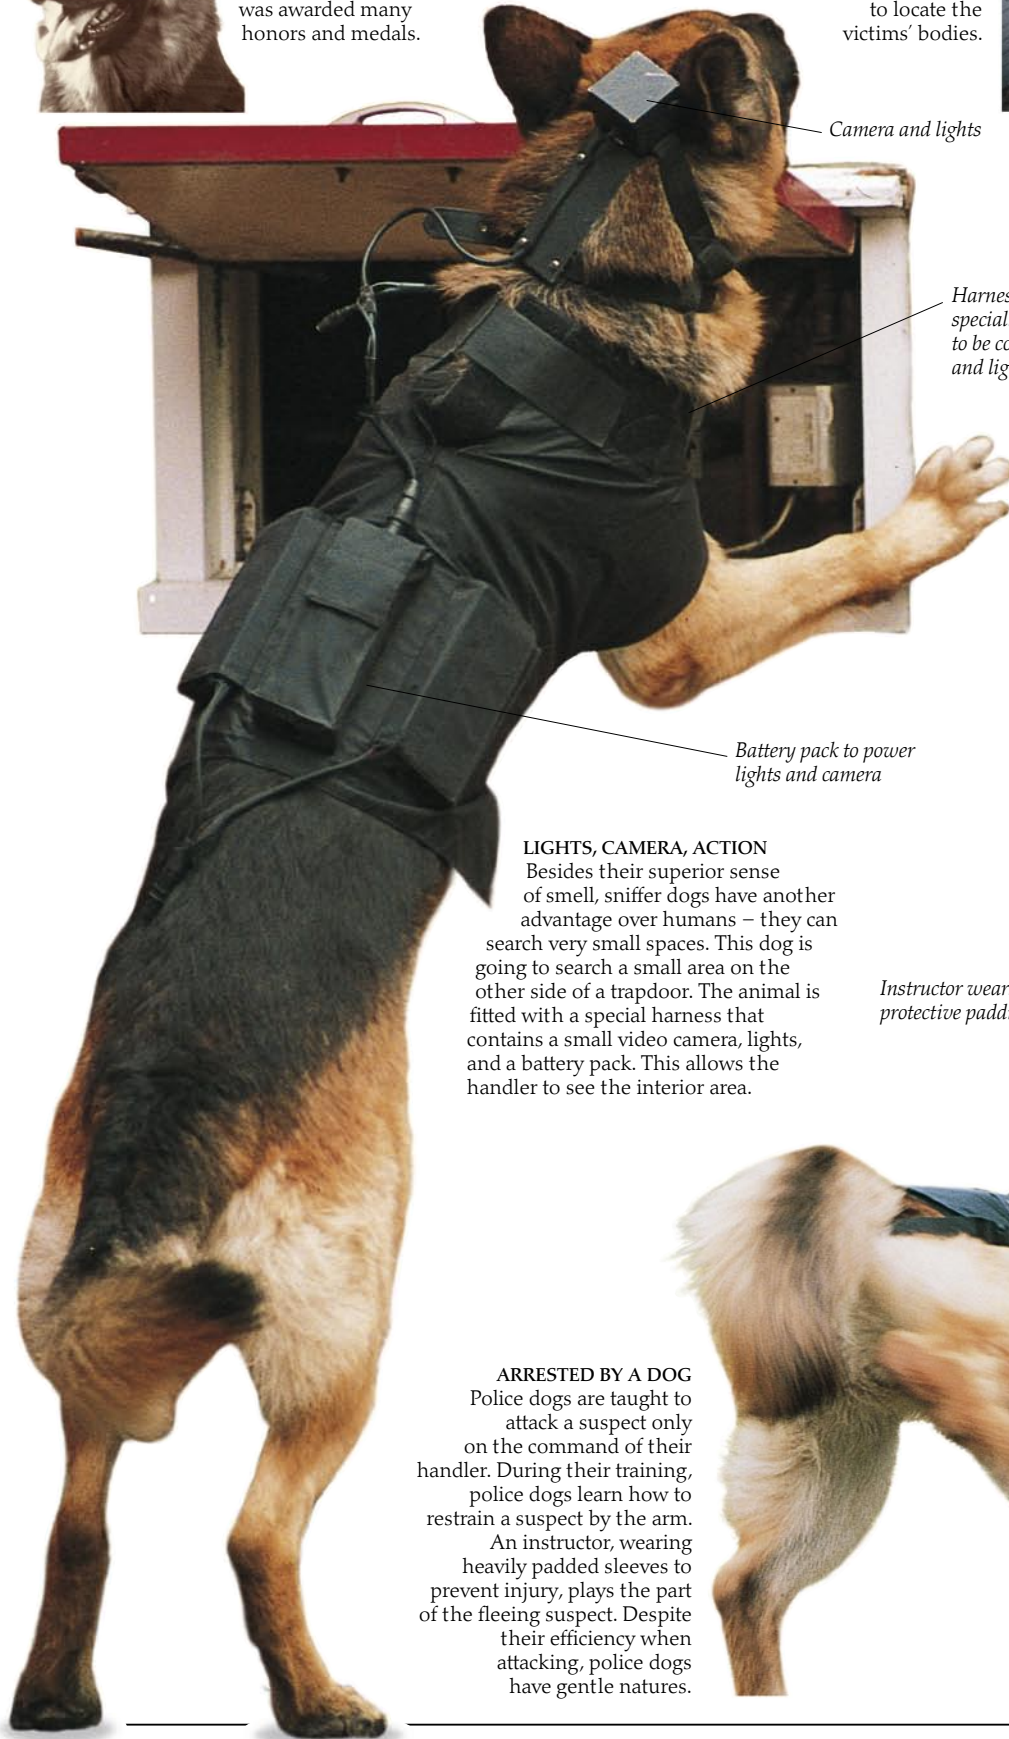 was awarded many
honors and medals.
to locate the
victims' bodies.
Camera and lights
and
Battery pack to power
lights and camera
LIGHTS, CAMERA, ACTION
Besides their superior sense
of smell, sniffer dogs have another
advantage over humans – they can
search very small spaces. This dog is
going to search a small area on the
other side of a trapdoor. The animal is
fitted with a special harness that
contains a small video camera, lights,
and a battery pack. This allows the
handler to see the interior area.
Instructor
protective
ARRESTED BY A DOG
Police dogs are taught to
attack a suspect only
on the command of their
handler. During their training,
police dogs learn how to
restrain a suspect by the arm.
An instructor, wearing
heavily padded sleeves to
prevent injury, plays the part
of the fleeing suspect. Despite
their efficiency when
attacking, police dogs
have gentle natures.